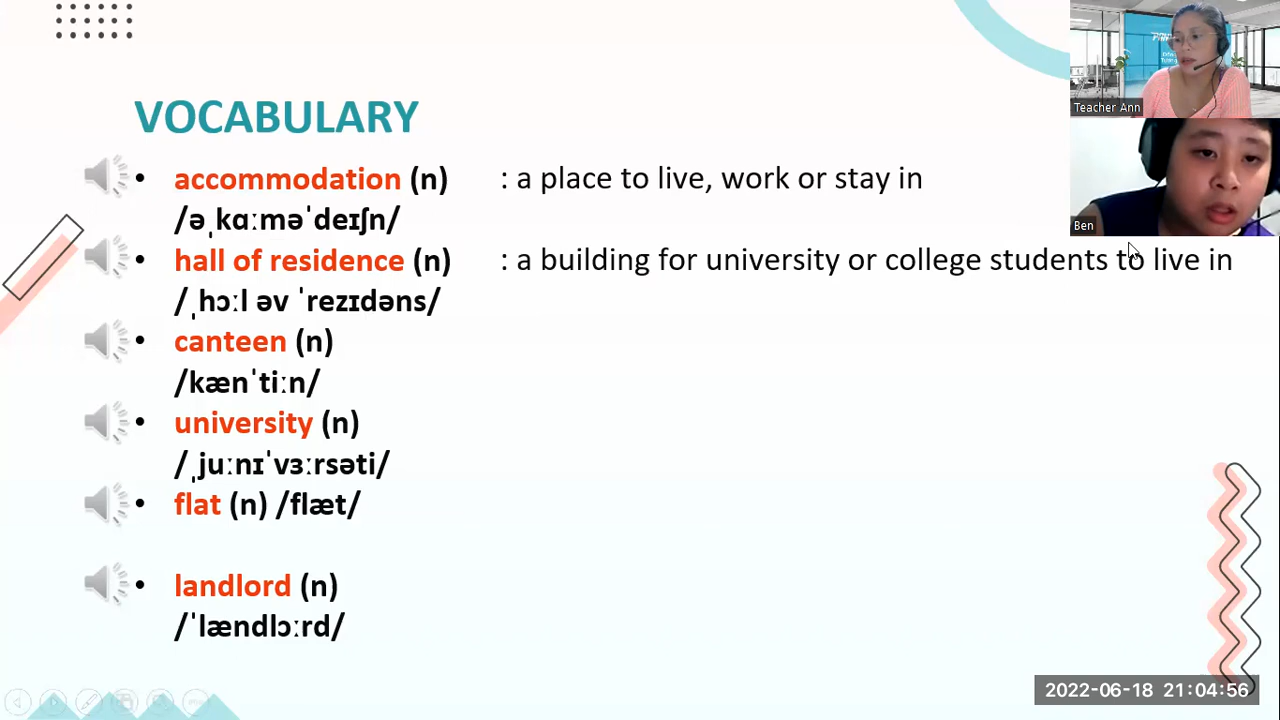 VOCABULARY
• accommodation (n) : a place to live, work or stay in
/əˌkɑːməˈdeɪʃn/
• hall of residence (n) : a building for university or college students to live in
/ˌhɔːl əv ˈrezɪdəns/
• canteen (n)
/kænˈtiːn/
• university (n)
/ˌjuːnɪˈvɜːrsəti/
• flat (n) /flæt/
• landlord (n)
/ˈlændlɔːrd/
Teacher Ann
Ben
2022-06-18 21:04:56